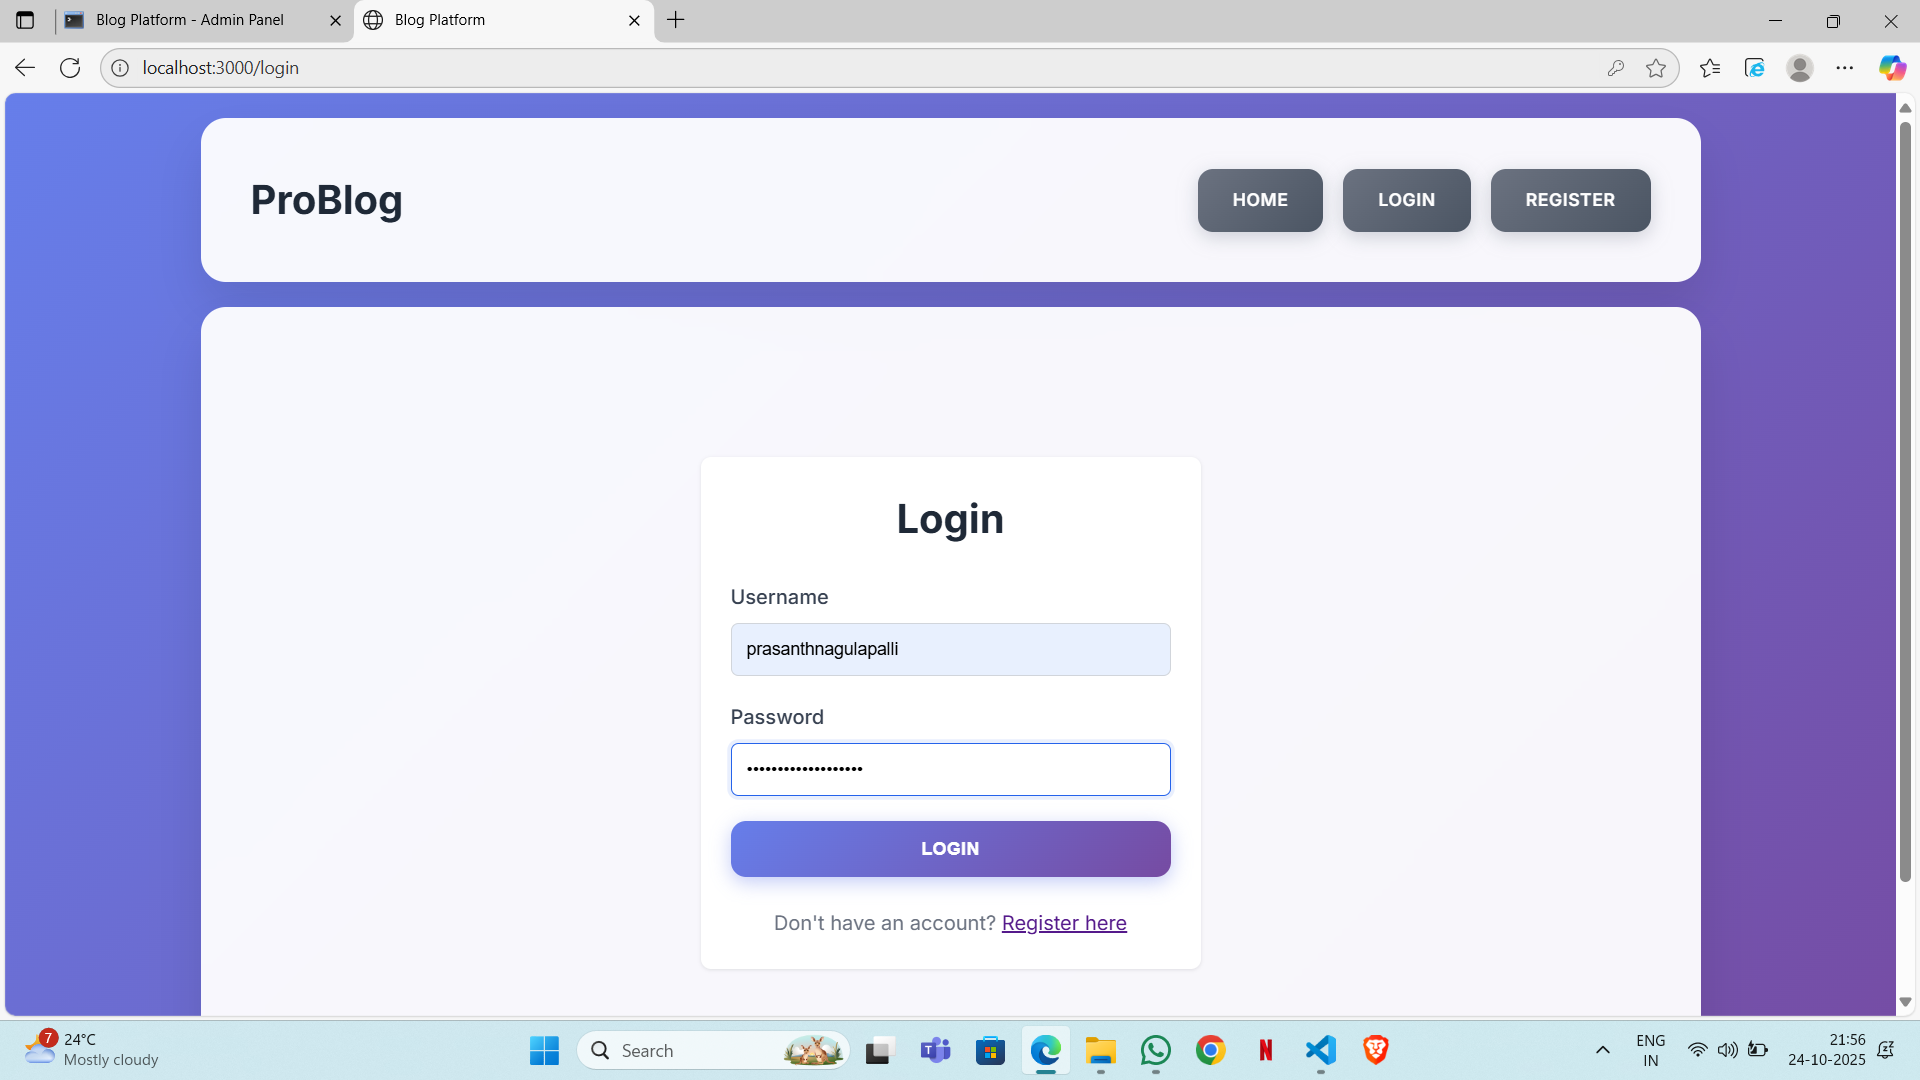 Blog Platform - Admin Panel
Blog Platform
localhost:3000/login
ProBlog
HOME
LOGIN
REGISTER
Login
Username
prasanthnagulapalli
Password
•••••••••••••••••••
LOGIN
Don't have an account? Register here
7
24°C
Mostly cloudy
Search
T
N
ENG
IN
21:56
24-10-2025